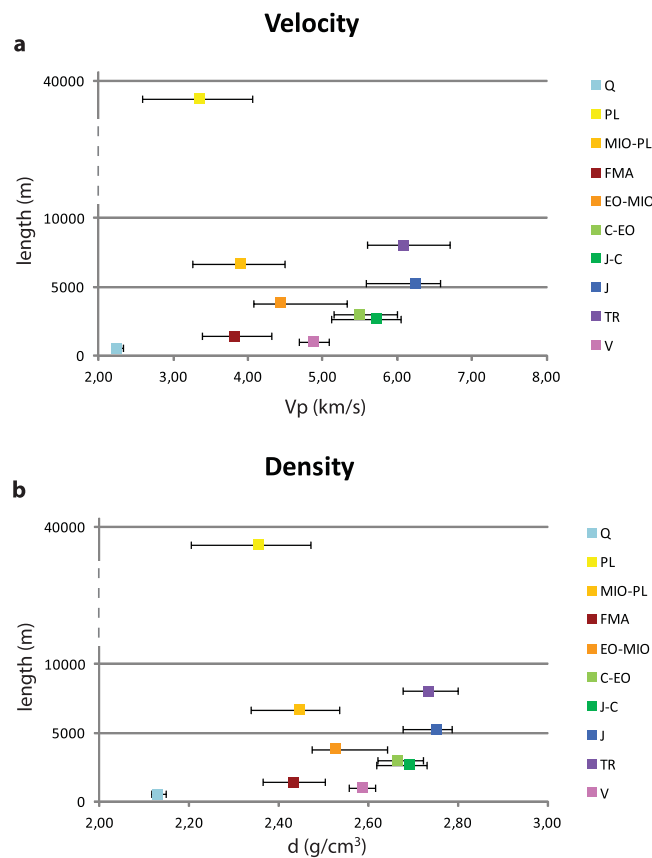 Velocity
a
40000
10000
5000
0
length (m)
2,00 3,00 4,00 5,00 6,00 7,00 8,00
Vp (km/s)
Q
PL
MIO-PL
FMA
EO-MIO
C-EO
J-C
J
TR
V
Density
b
40000
10000
5000
0
length (m)
2,00 2,20 2,40 2,60 2,80 3,00
d (g/cm³)
Q
PL
MIO-PL
FMA
EO-MIO
C-EO
J-C
J
TR
V